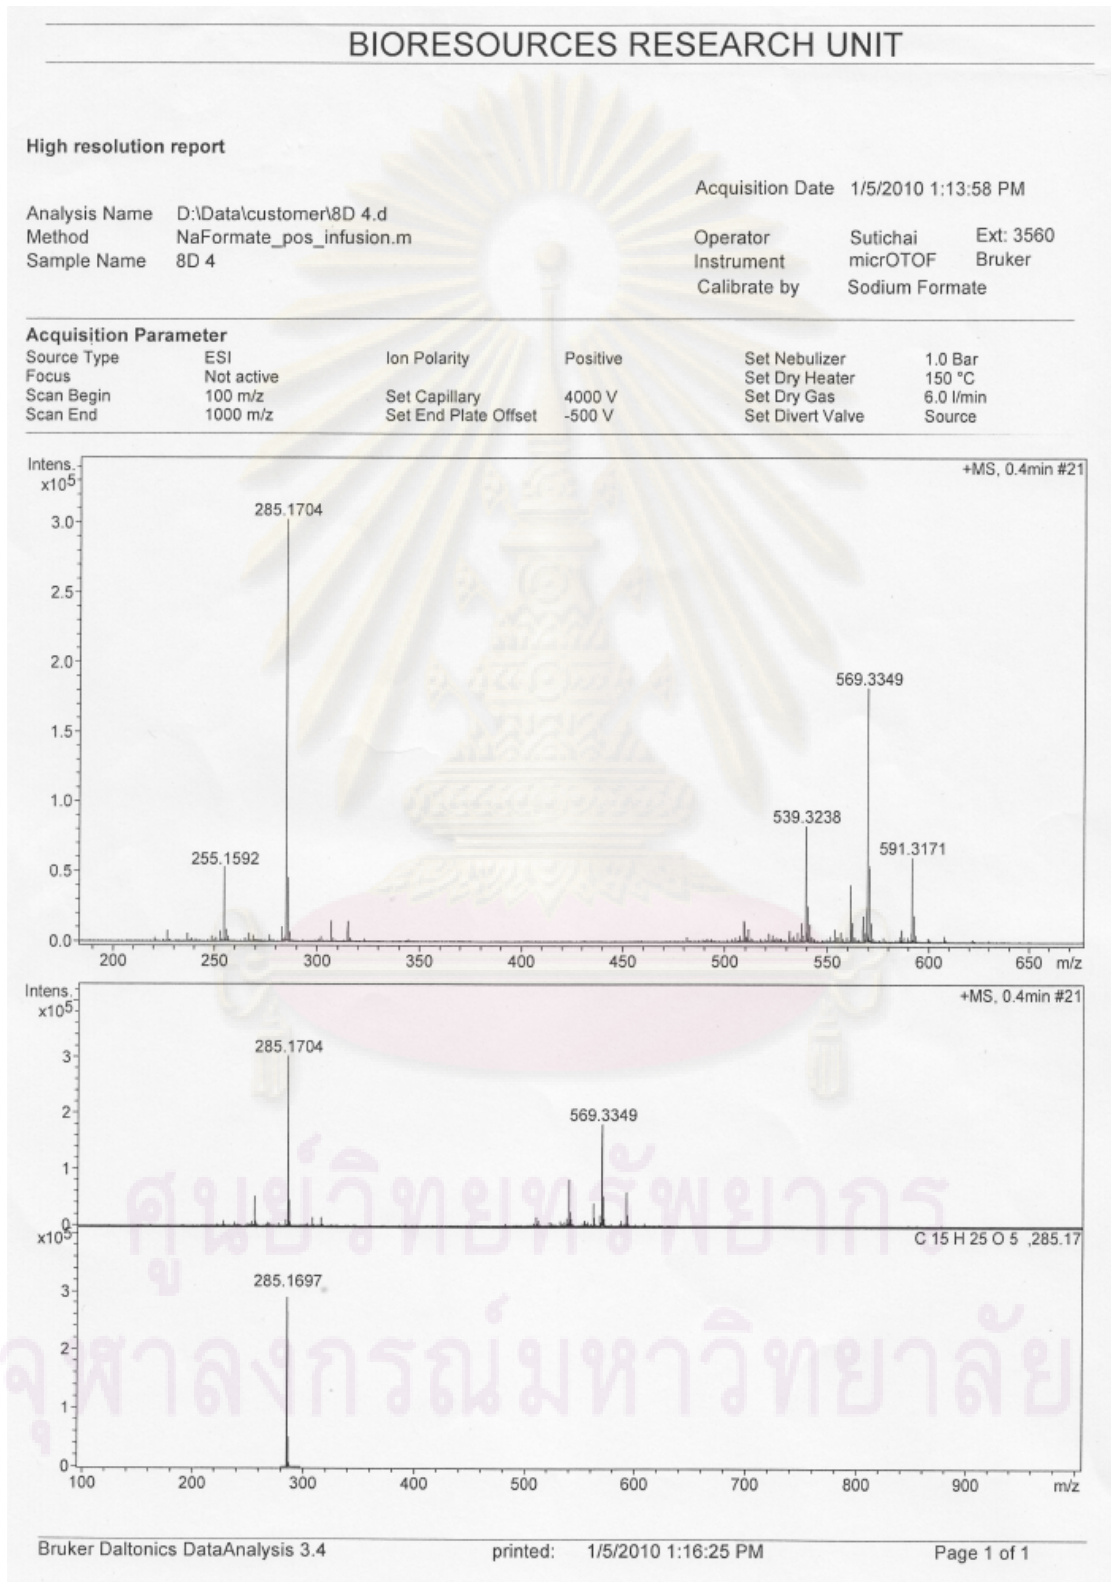 BIORESOURCES RESEARCH UNIT
High resolution report
Acquisition Date 1/5/2010 1:13:58 PM
Analysis Name D:\Data\customer\8D 4.d
Method NaFormate_pos_infusion.m
Operator Sutichai Ext: 3560
Sample Name 8D 4
Instrument micrOTOF Bruker
Calibrate by Sodium Formate
Acquisition Parameter
Source Type ESI Ion Polarity Positive Set Nebulizer 1.0 Bar
Focus Not active Set Dry Heater 150 °C
Scan Begin 100 m/z Set Capillary 4000 V Set Dry Gas 6.0 l/min
Scan End 1000 m/z Set End Plate Offset -500 V Set Divert Valve Source
Intens.
x10^5
+MS, 0.4min #21
285.1704
3.0
2.5
2.0
569.3349
1.5
1.0
539.3238
591.3171
255.1592
0.5
0.0
200 250 300 350 400 450 500 550 600 650 m/z
Intens.
x10^5
+MS, 0.4min #21
285.1704
3
2
569.3349
1
0
x10^5
C 15 H 25 O 5 ,285.17
285.1697
3
2
1
0
100 200 300 400 500 600 700 800 900 m/z
ศูนย์วิทยทรัพยากร
จุฬาลงกรณ์มหาวิทยาลัย
Bruker Daltonics DataAnalysis 3.4 printed: 1/5/2010 1:16:25 PM Page 1 of 1